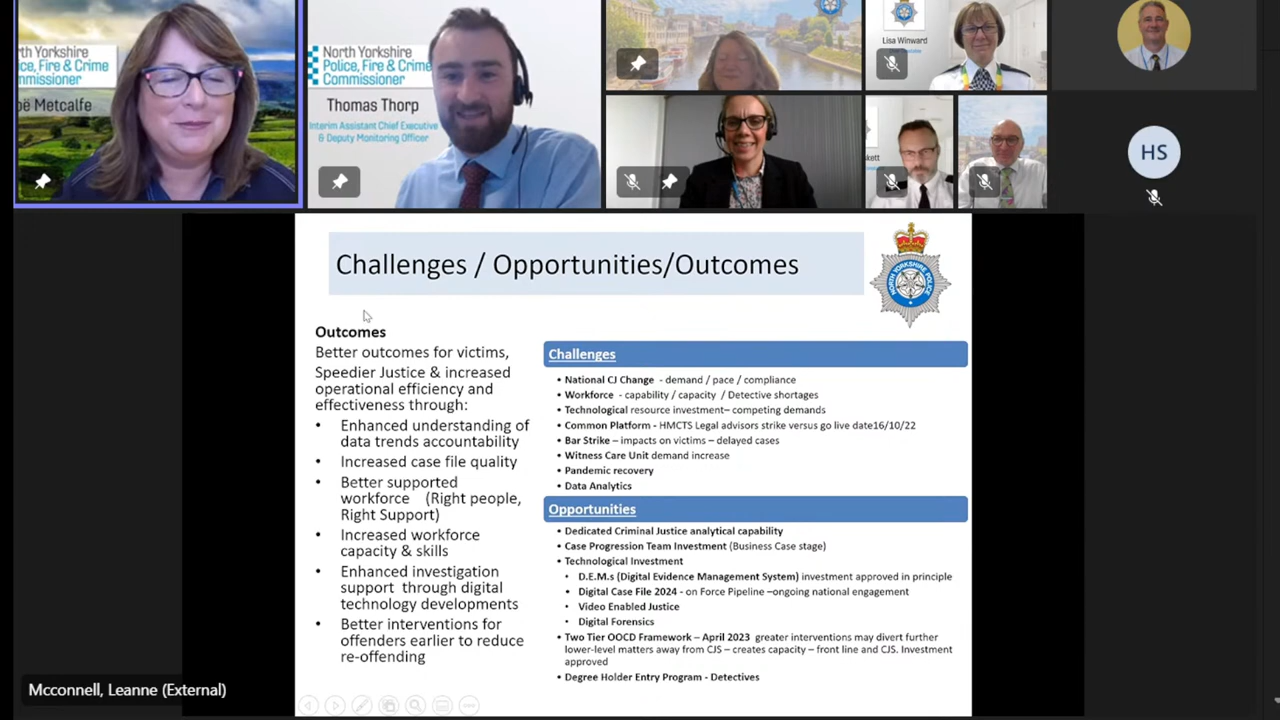 rth Yorkshire
ce, Fire & Crime
mmissioner
oë Metcalfe
North Yorkshire
Police, Fire & Crime
Commissioner
Thomas Thorp
Interim Assistant Chief Executive
& Deputy Monitoring Officer
Lisa Winward
kett
HS
Challenges / Opportunities/Outcomes
NORTH YORKSHIRE POLICE
Outcomes
Better outcomes for victims,
Speedier Justice & increased
operational efficiency and
effectiveness through:
• Enhanced understanding of
data trends accountability
• Increased case file quality
• Better supported
workforce (Right people,
Right Support)
• Increased workforce
capacity & skills
• Enhanced investigation
support through digital
technology developments
• Better interventions for
offenders earlier to reduce
re-offending
Challenges
• National CJ Change - demand / pace / compliance
• Workforce - capability / capacity / Detective shortages
• Technological resource investment– competing demands
• Common Platform - HMCTS Legal advisors strike versus go live date16/10/22
• Bar Strike – impacts on victims – delayed cases
• Witness Care Unit demand increase
• Pandemic recovery
• Data Analytics
Opportunities
• Dedicated Criminal Justice analytical capability
• Case Progression Team Investment (Business Case stage)
• Technological Investment
• D.E.M.s (Digital Evidence Management System) investment approved in principle
• Digital Case File 2024 - on Force Pipeline –ongoing national engagement
• Video Enabled Justice
• Digital Forensics
• Two Tier OOCD Framework – April 2023 greater interventions may divert further
lower-level matters away from CJS – creates capacity – front line and CJS. Investment
approved
• Degree Holder Entry Program - Detectives
Mcconnell, Leanne (External)